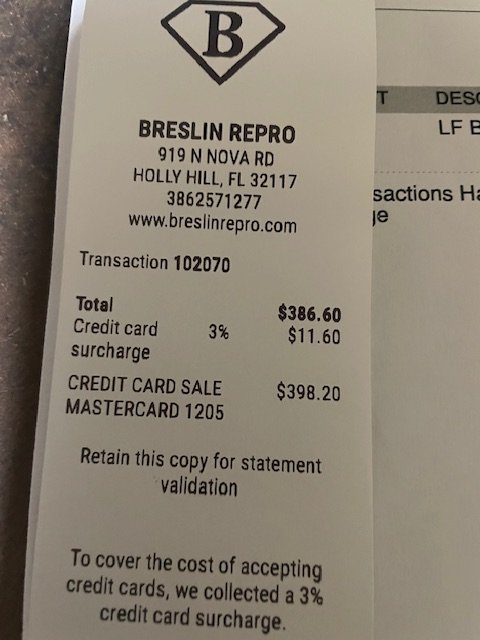 B
BRESLIN REPRO
919 N NOVA RD
HOLLY HILL, FL 32117
3862571277
www.breslinrepro.com
Transaction 102070
Total $386.60
Credit card 3% $11.60
surcharge
CREDIT CARD SALE $398.20
MASTERCARD 1205
Retain this copy for statement
validation
To cover the cost of accepting
credit cards, we collected a 3%
credit card surcharge.
T DESC
LF B
sactions Ha
ge